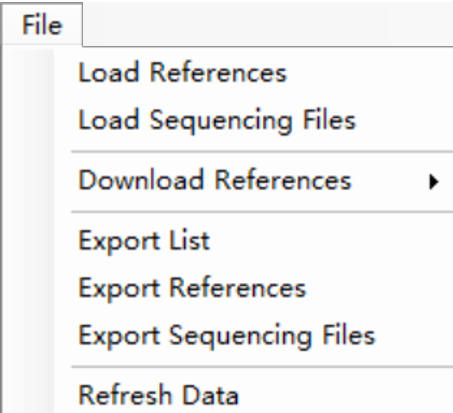 File
Load References
Load Sequencing Files
Download References
Export List
Export References
Export Sequencing Files
Refresh Data